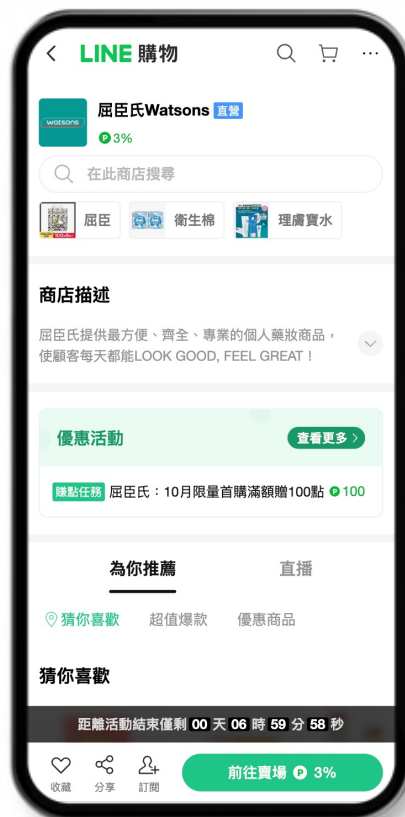 LINE 購物
watsons
屈臣氏Watsons 直營
P 3%
在此商店搜尋
屈臣
衛生棉
理膚寶水
商店描述
屈臣氏提供最方便、齊全、專業的個人藥妝商品，
使顧客每天都能LOOK GOOD, FEEL GREAT！
優惠活動
查看更多
賺點任務 屈臣氏：10月限量首購滿額贈100點 P 100
為你推薦
直播
猜你喜歡
超值爆款
優惠商品
猜你喜歡
距離活動結束僅剩 00 天 06 時 59 分 58 秒
收藏
分享
訂閱
前往賣場 P 3%